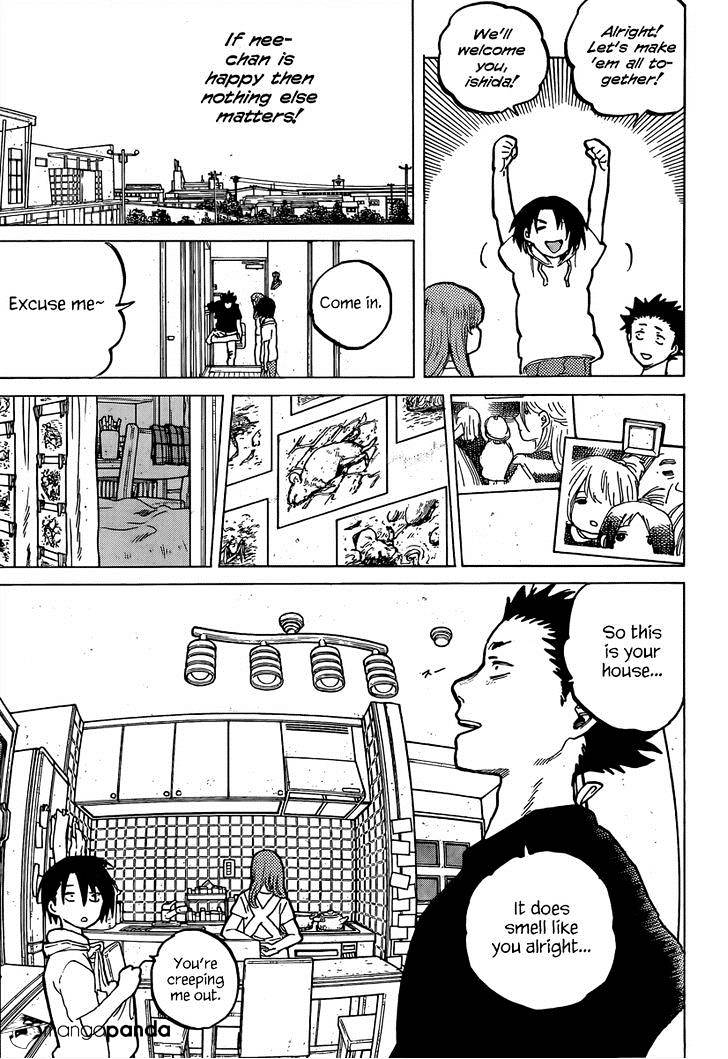 Alright!
Let's make
'em all to-
gether!
We'll
welcome
you,
ishida!
If nee-
chan is
happy then
nothing else
matters!
Come in.
Excuse me~
So this
is your
house...
It does
smell like
you alright...
You're
creeping
me out.
mangapanda